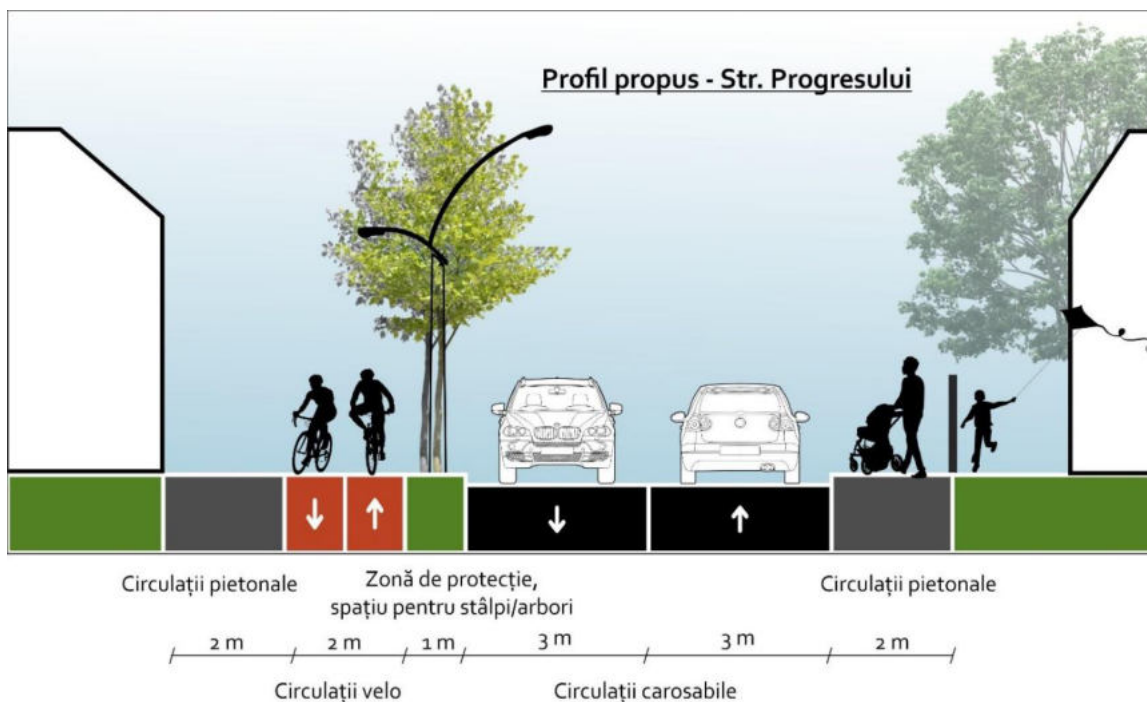 Profil propus - Str. Progresului
Circulații pietonale
Zonă de protecție,
spațiu pentru stâlpi/arbori
Circulații pietonale
2 m
2 m
1 m
3 m
3 m
2 m
Circulații velo
Circulații carosabile